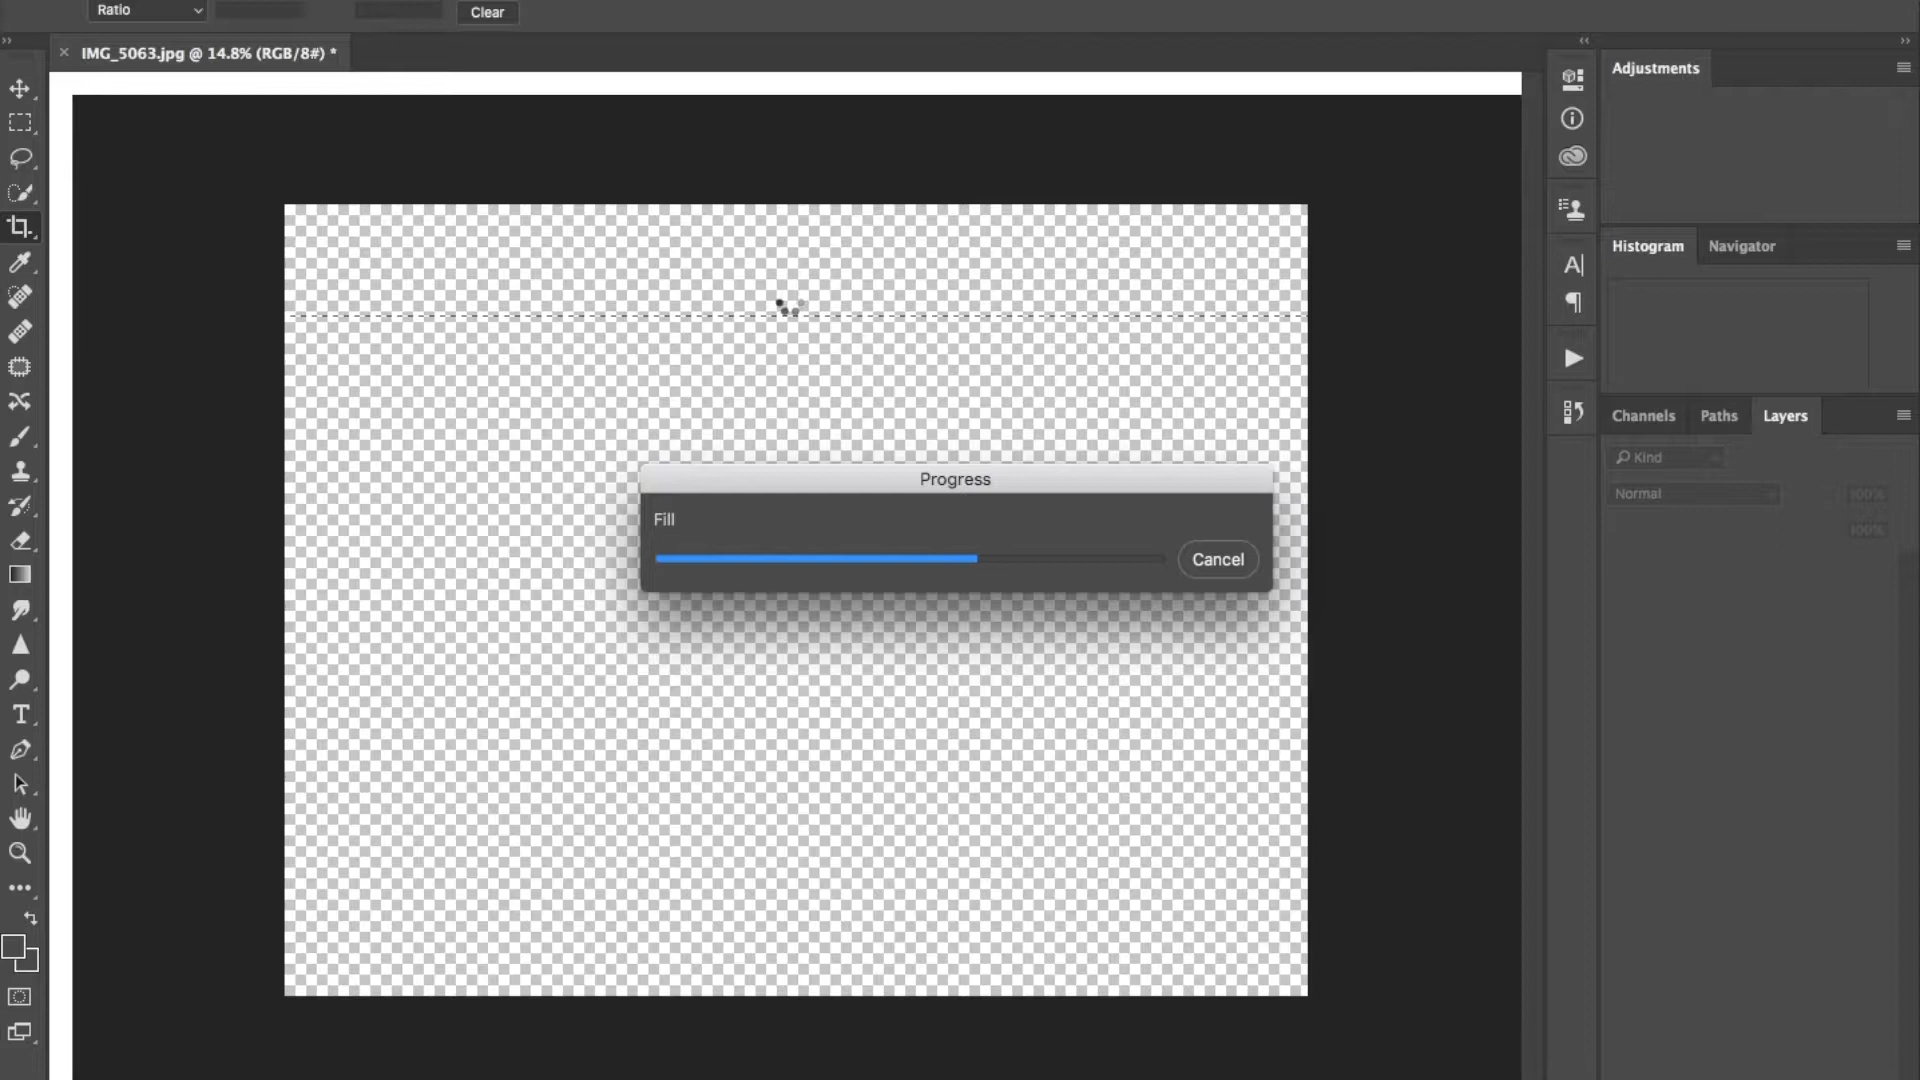 Ratio
Clear
IMG_5063.jpg @ 14.8% (RGB/8#) *
Adjustments
Histogram
Navigator
Channels
Paths
Layers
Kind
Normal
100%
100%
Progress
Fill
Cancel